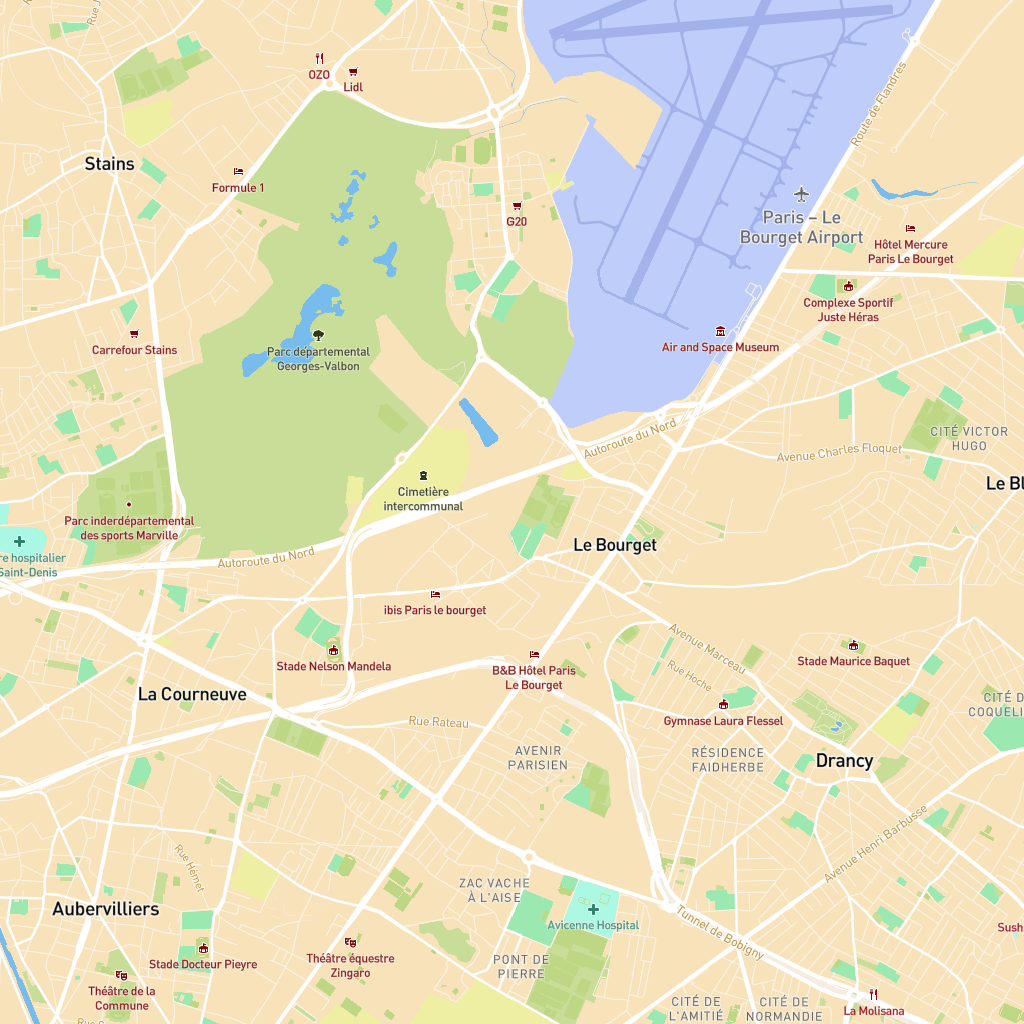 OZO
Lidl
Route de Flandres
Stains
Formule 1
G20
Paris – Le
Bourget Airport
Hôtel Mercure
Paris Le Bourget
Complexe Sportif
Juste Héras
Carrefour Stains
Air and Space Museum
Parc départemental
Georges-Valbon
Autoroute du Nord
Avenue Charles Floquet
CITÉ VICTOR
HUGO
Cimetière
intercommunal
Le Bl
Parc inderdépartemental
des sports Marville
re hospitalier
Saint-Denis
Autoroute du Nord
Le Bourget
ibis Paris le bourget
Avenue Marceau
Stade Nelson Mandela
B&B Hôtel Paris
Le Bourget
Rue Hoche
Stade Maurice Baquet
La Courneuve
CITÉ D
COQUELI
Rue Rateau
Gymnase Laura Flessel
AVENIR
PARISIEN
RÉSIDENCE
FAIDHERBE
Drancy
Rue Hémet
Avenue Henri Barbusse
ZAC VACHE
À L'AISE
Aubervilliers
Avicenne Hospital
Tunnel de Bobigny
Sush
Stade Docteur Pieyre
Théâtre équestre
Zingaro
PONT DE
PIERRE
Théâtre de la
Commune
CITÉ DE
L'AMITIÉ
CITÉ DE
NORMANDIE
La Molisana